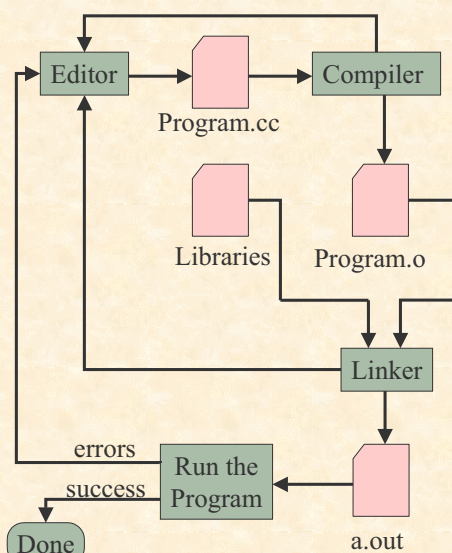 Editor
Compiler
Program.cc
Libraries
Program.o
Linker
errors
Run the
Program
success
Done
a.out